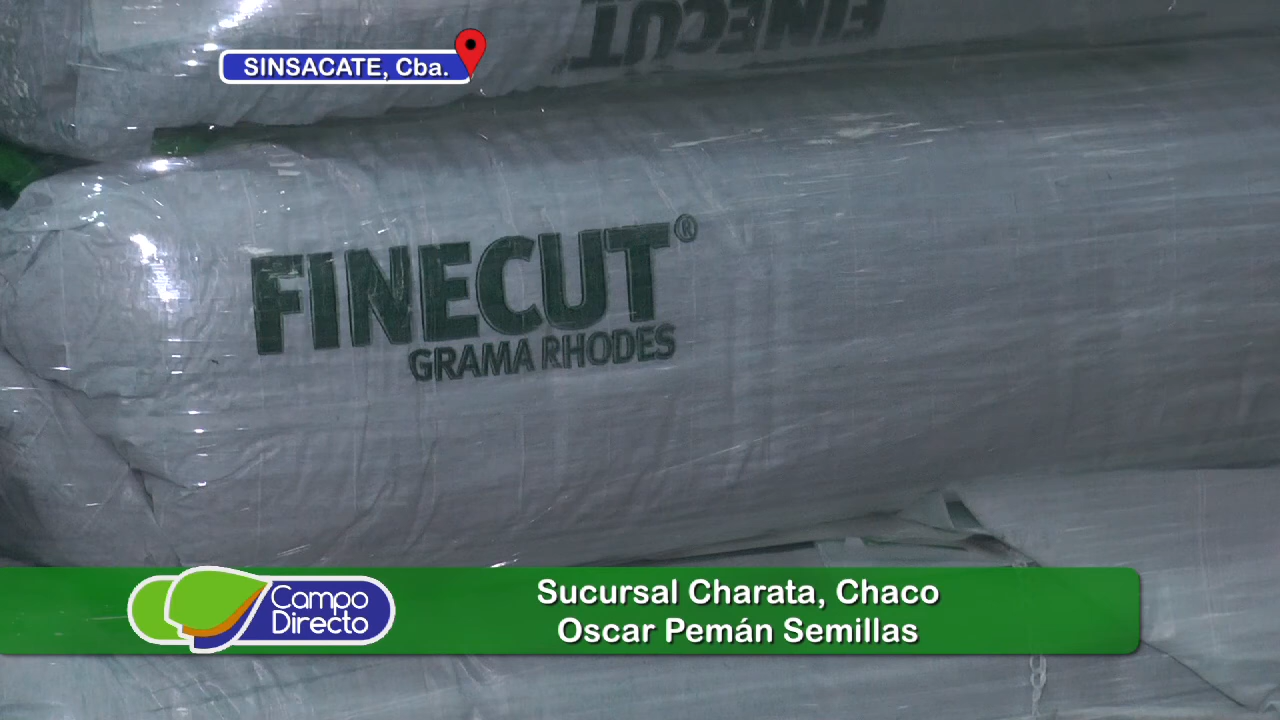 FINECUT
SINSACATE, Cba.
FINECUT®
GRAMA RHODES
Campo
Directo
Sucursal Charata, Chaco
Oscar Pemán Semillas